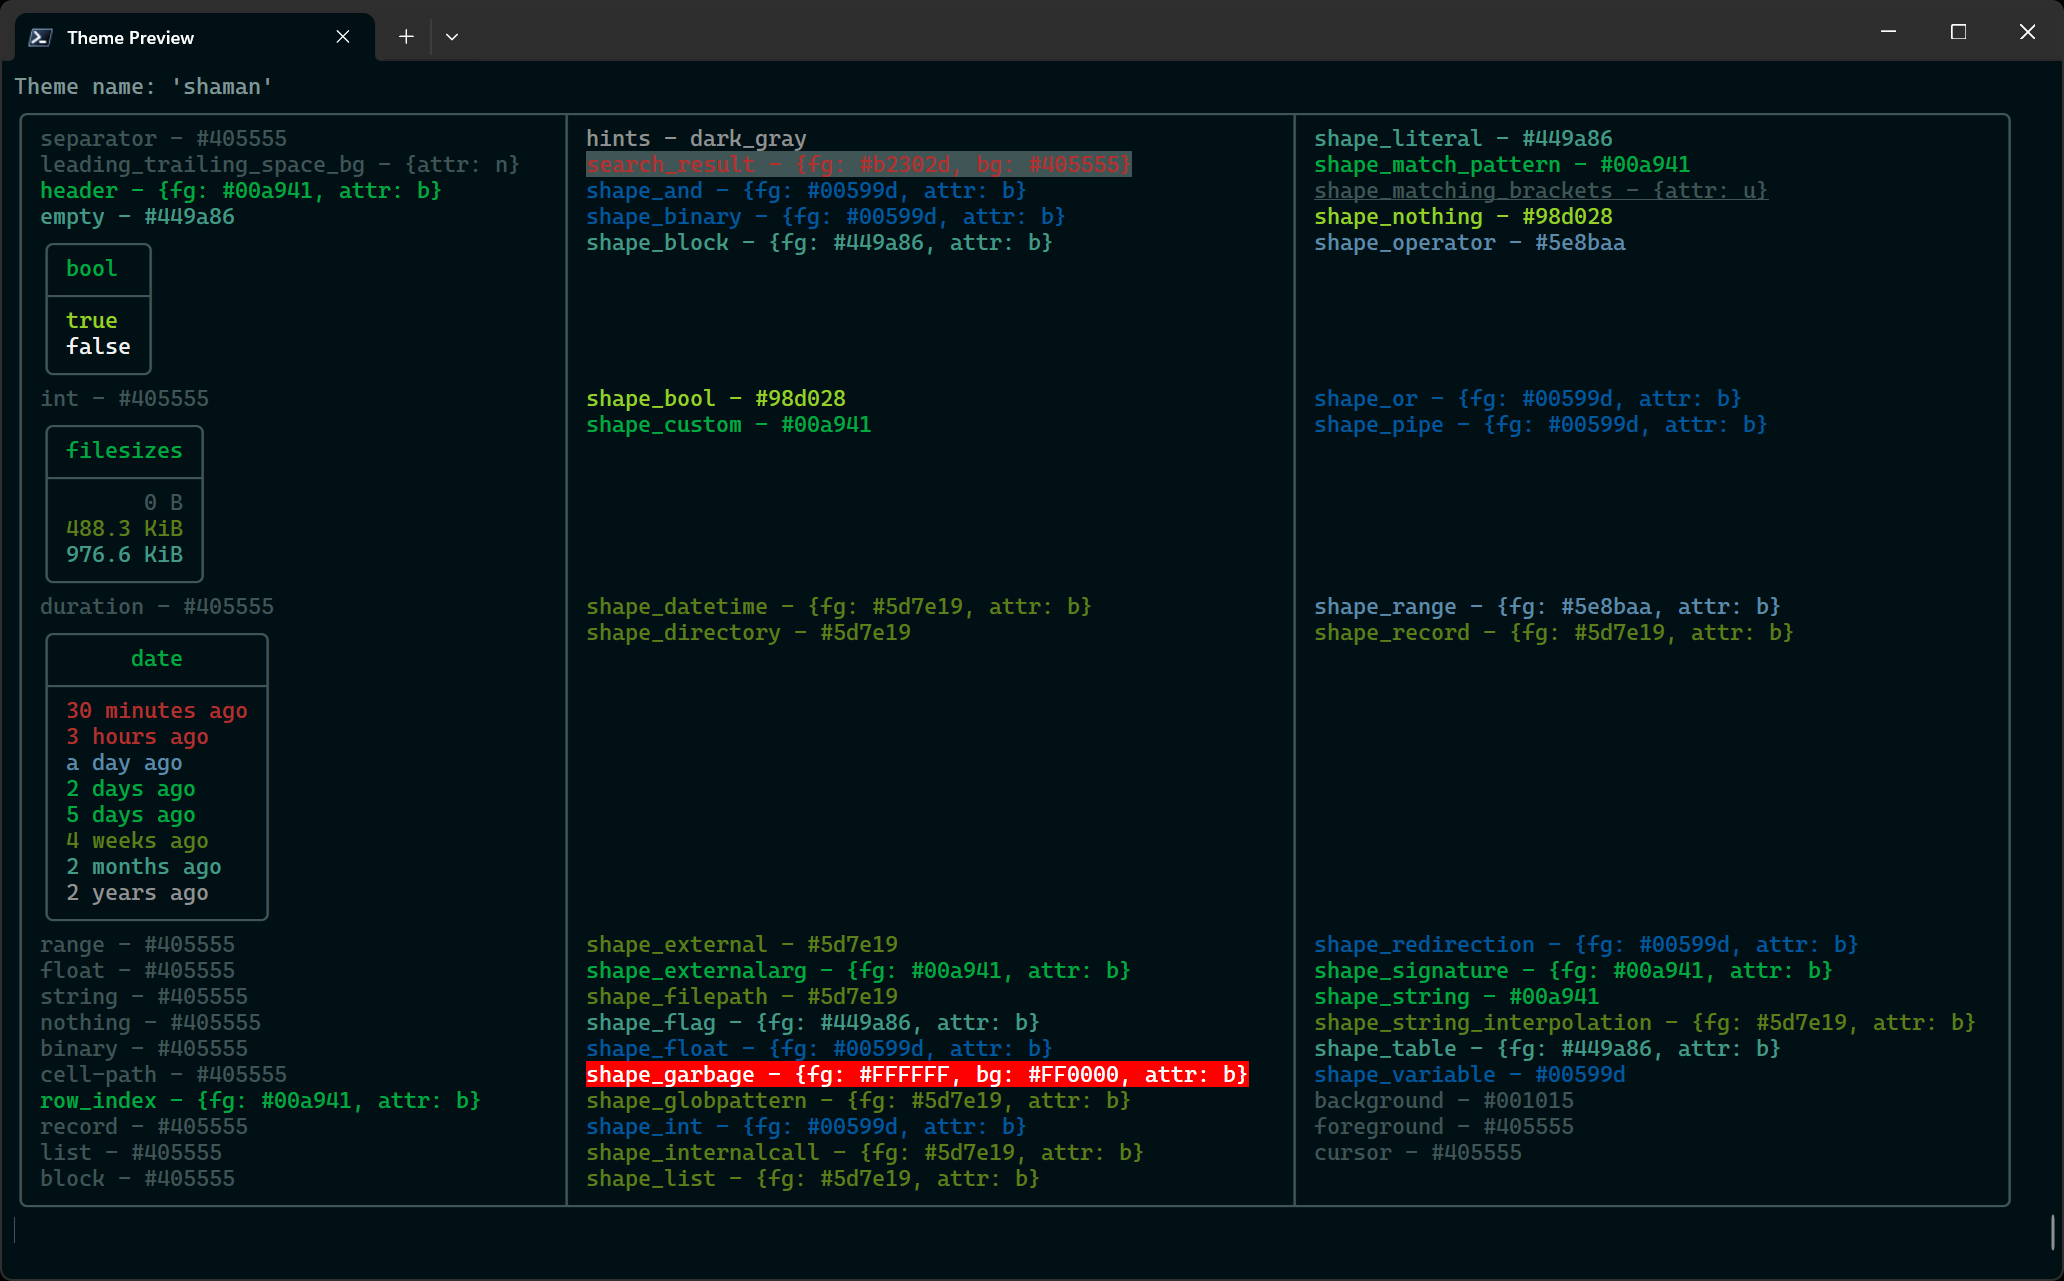 Theme Preview
Theme name: 'shaman'
separator - #405555
leading_trailing_space_bg - {attr: n}
header - {fg: #00a941, attr: b}
empty - #449a86
bool
true
false
int - #405555
filesizes
0 B
488.3 KiB
976.6 KiB
duration - #405555
date
30 minutes ago
3 hours ago
a day ago
2 days ago
5 days ago
4 weeks ago
2 months ago
2 years ago
range - #405555
float - #405555
string - #405555
nothing - #405555
binary - #405555
cell-path - #405555
row_index - {fg: #00a941, attr: b}
record - #405555
list - #405555
block - #405555
hints - dark_gray
search_result - {fg: #b2302d, bg: #405555}
shape_and - {fg: #00599d, attr: b}
shape_binary - {fg: #00599d, attr: b}
shape_block - {fg: #449a86, attr: b}
shape_bool - #98d028
shape_custom - #00a941
shape_datetime - {fg: #5d7e19, attr: b}
shape_directory - #5d7e19
shape_external - #5d7e19
shape_externalarg - {fg: #00a941, attr: b}
shape_filepath - #5d7e19
shape_flag - {fg: #449a86, attr: b}
shape_float - {fg: #00599d, attr: b}
shape_garbage - {fg: #FFFFFF, bg: #FF0000, attr: b}
shape_globpattern - {fg: #5d7e19, attr: b}
shape_int - {fg: #00599d, attr: b}
shape_internalcall - {fg: #5d7e19, attr: b}
shape_list - {fg: #5d7e19, attr: b}
shape_literal - #449a86
shape_match_pattern - #00a941
shape_matching_brackets - {attr: u}
shape_nothing - #98d028
shape_operator - #5e8baa
shape_or - {fg: #00599d, attr: b}
shape_pipe - {fg: #00599d, attr: b}
shape_range - {fg: #5e8baa, attr: b}
shape_record - {fg: #5d7e19, attr: b}
shape_redirection - {fg: #00599d, attr: b}
shape_signature - {fg: #00a941, attr: b}
shape_string - #00a941
shape_string_interpolation - {fg: #5d7e19, attr: b}
shape_table - {fg: #449a86, attr: b}
shape_variable - #00599d
background - #001015
foreground - #405555
cursor - #405555